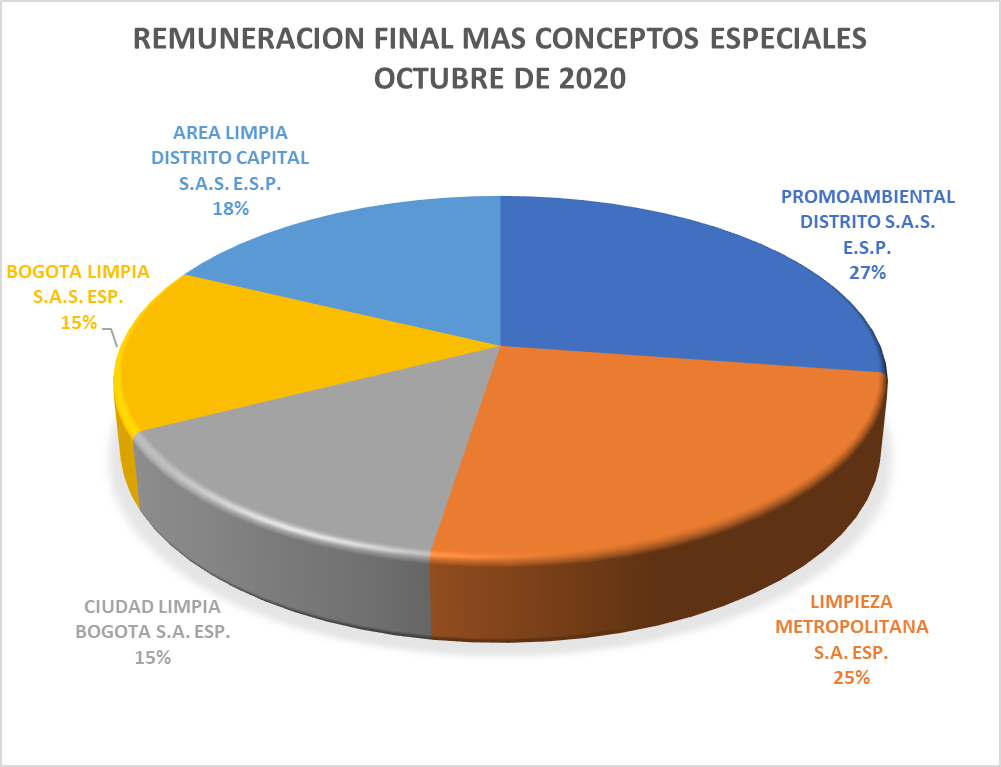 REMUNERACION FINAL MAS CONCEPTOS ESPECIALES
OCTUBRE DE 2020
AREA LIMPIA
DISTRITO CAPITAL
S.A.S. E.S.P.
18%
PROMOAMBIENTAL
DISTRITO S.A.S.
E.S.P.
27%
BOGOTA LIMPIA
S.A.S. ESP.
15%
CIUDAD LIMPIA
BOGOTA S.A. ESP.
15%
LIMPIEZA
METROPOLITANA
S.A. ESP.
25%